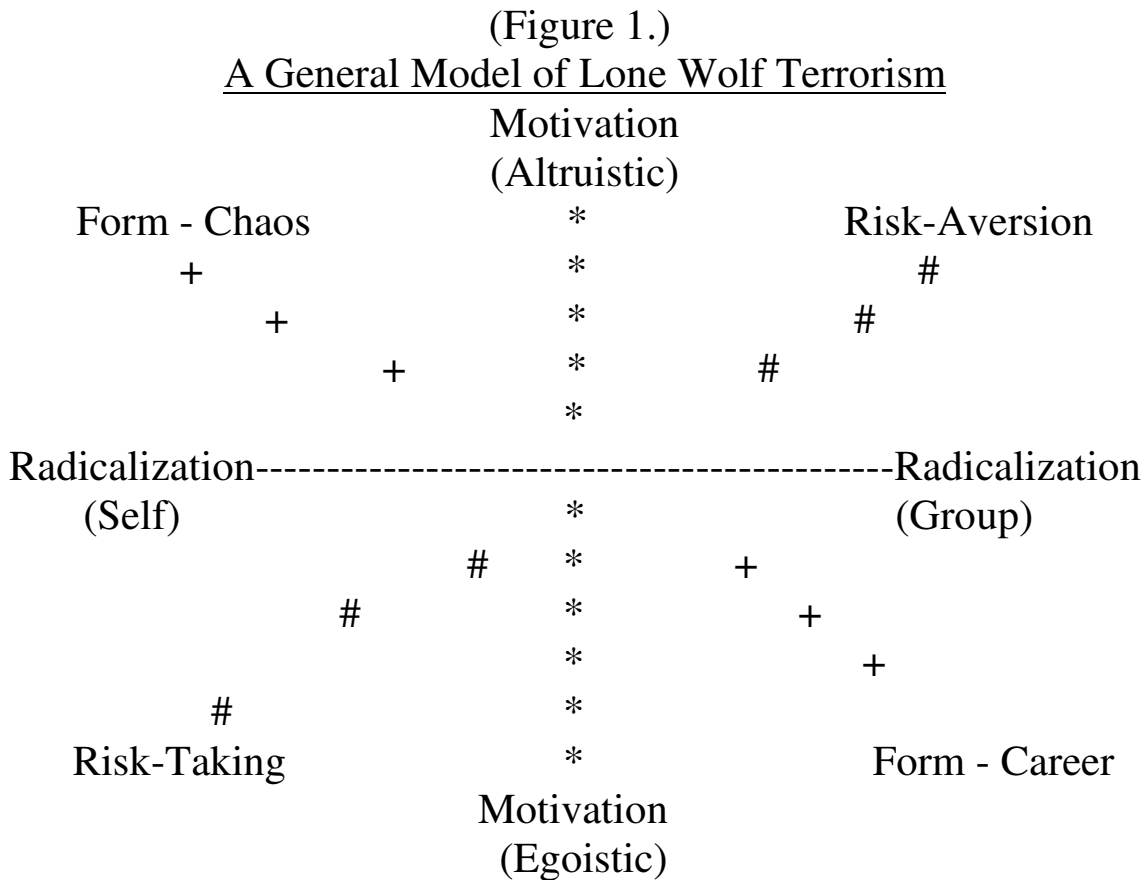 (Figure 1.)
A General Model of Lone Wolf Terrorism
Motivation
(Altruistic)
Form - Chaos * Risk-Aversion
+ * #
+ * #
+ * #
*
Radicalization---------------------------------------------Radicalization
(Self) * (Group)
# * +
# * +
* +
# *
Risk-Taking * Form - Career
Motivation
(Egoistic)